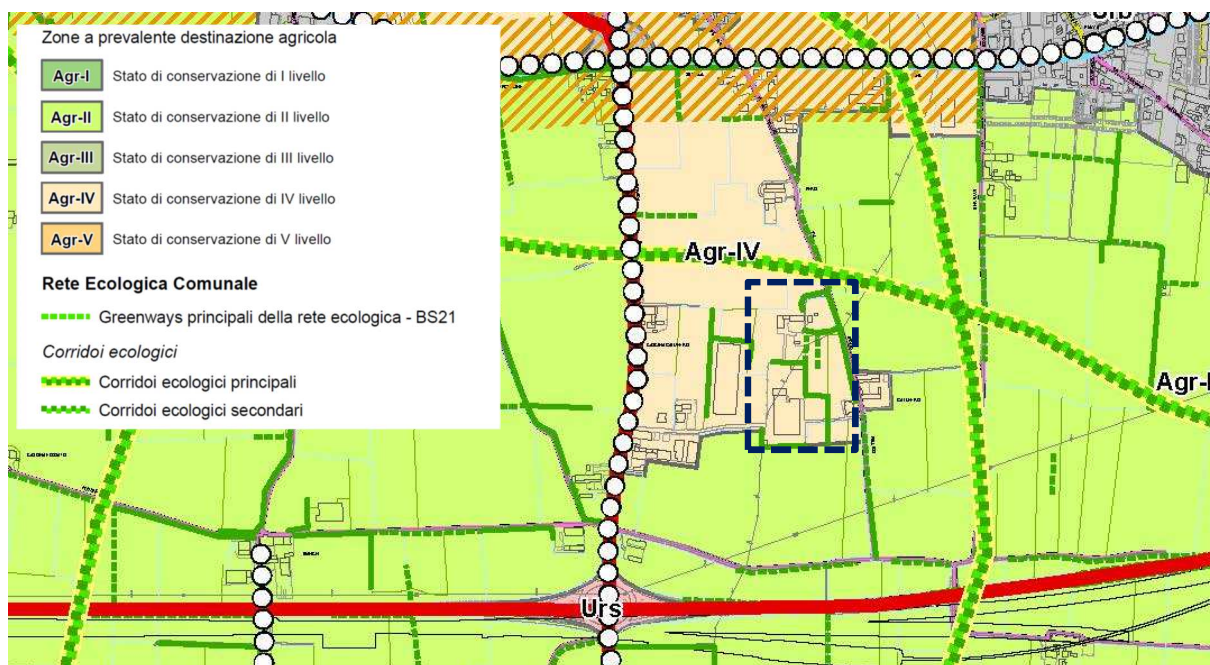 Zone a prevalente destinazione agricola
Agr-I Stato di conservazione di I livello
Agr-II Stato di conservazione di II livello
Agr-III Stato di conservazione di III livello
Agr-IV Stato di conservazione di IV livello
Agr-V Stato di conservazione di V livello
Rete Ecologica Comunale
Greenways principali della rete ecologica - BS21
Corridoi ecologici
Corridoi ecologici principali
Corridoi ecologici secondari
Agr-IV
Urs